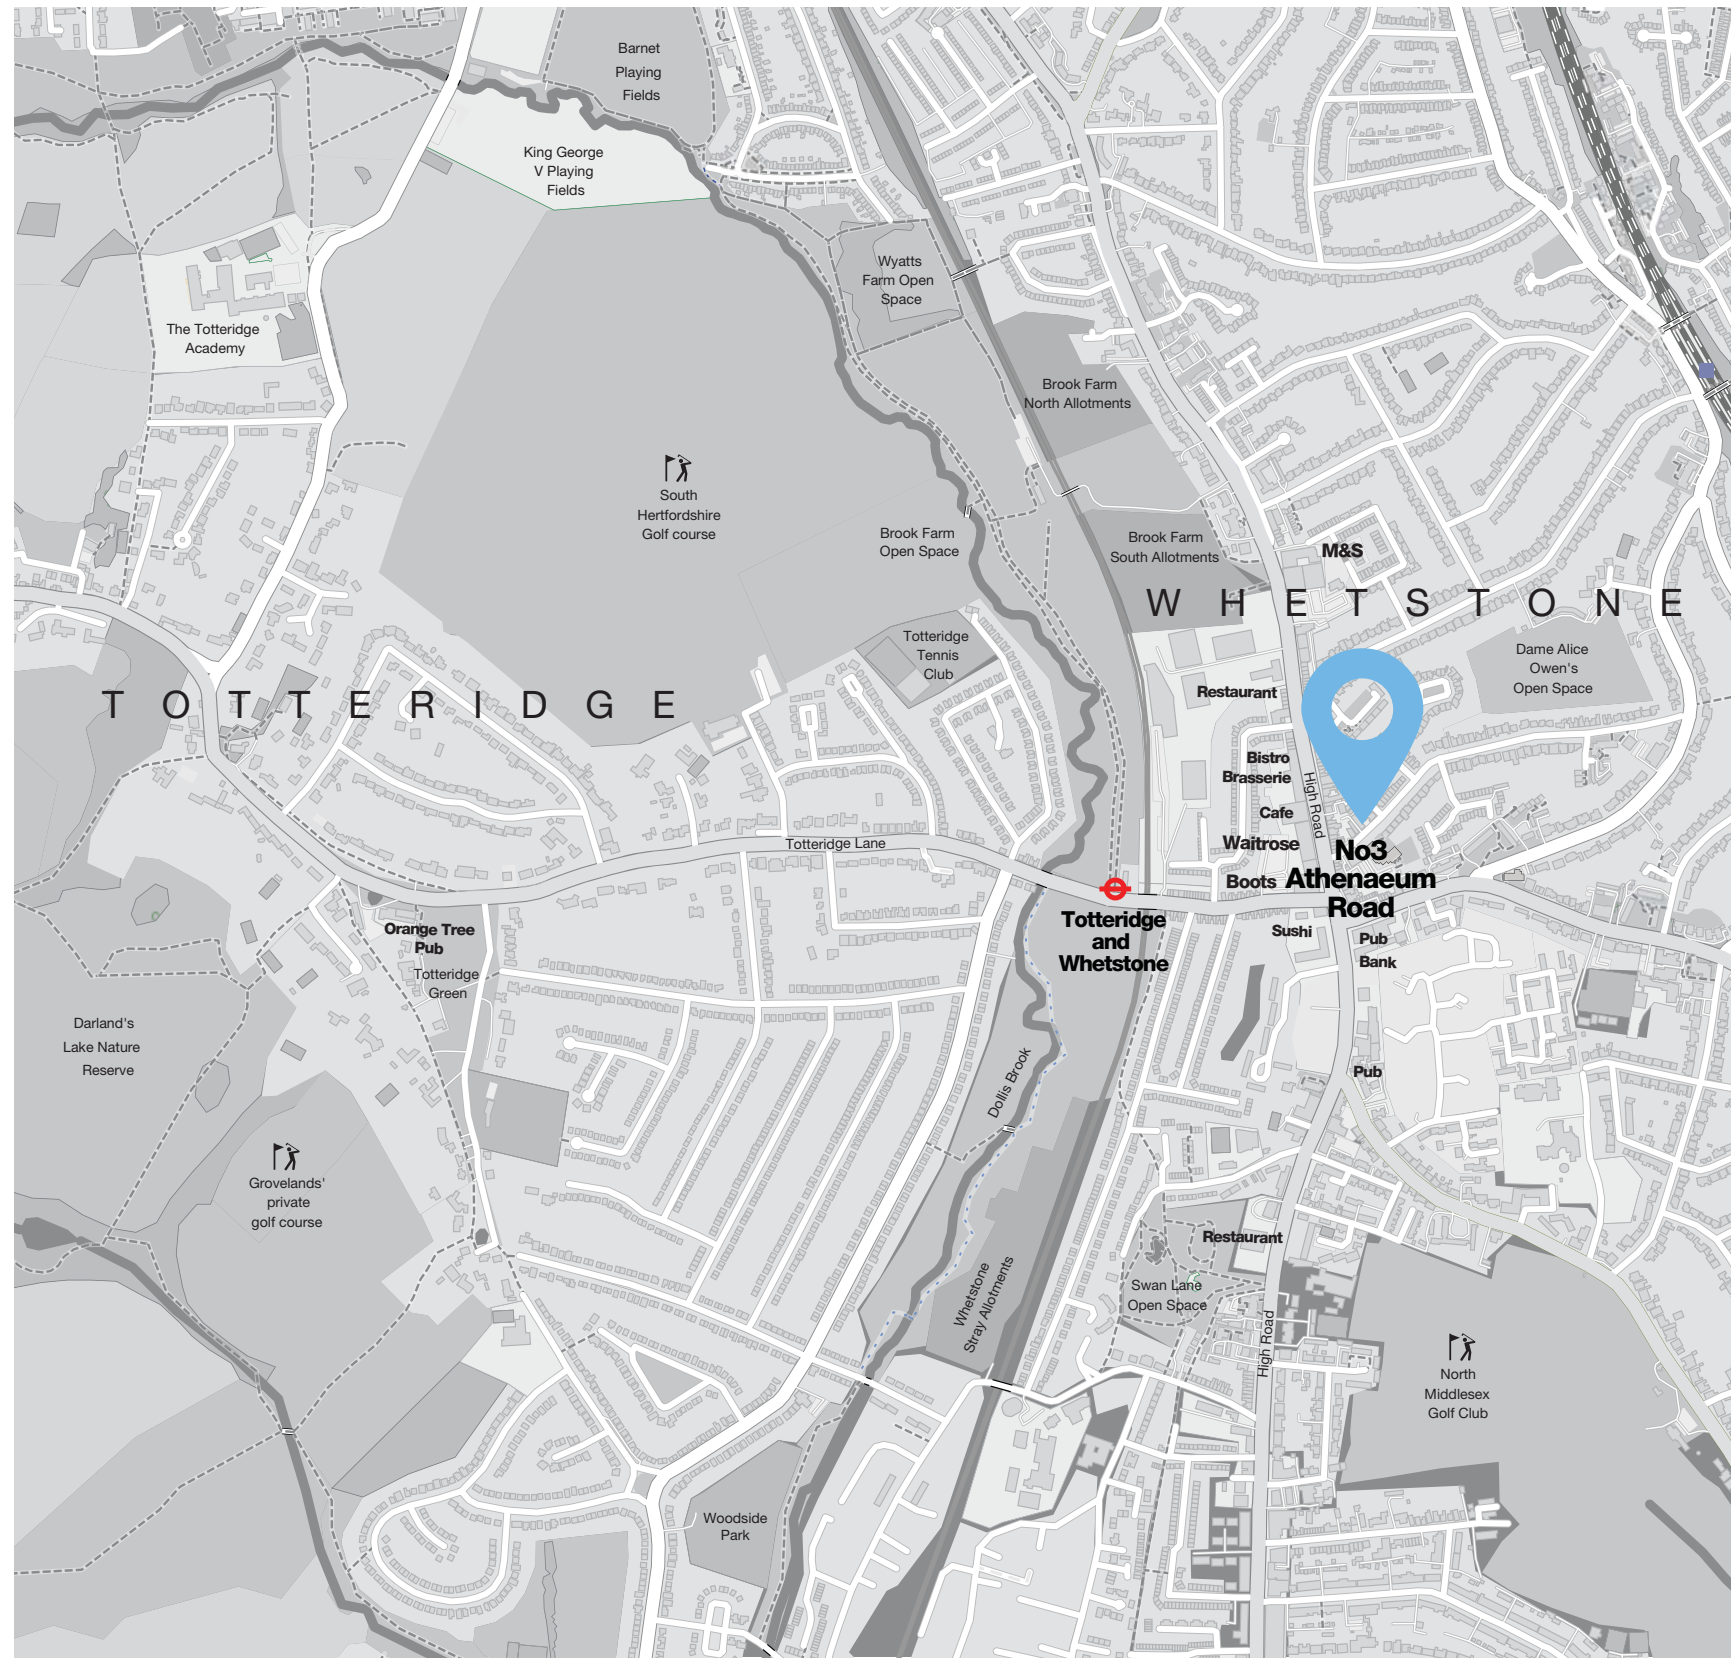 Barnet
Playing
Fields
King George
V Playing
Fields
Wyatts
Farm Open
Space
The Totteridge
Academy
Brook Farm
North Allotments
South
Hertfordshire
Golf course
Brook Farm
Open Space
Brook Farm
South Allotments
M&S
WHETSTONE
Totteridge
Tennis
Club
Dame Alice
Owen's
Open Space
TOTTERIDGE
Restaurant
Bistro
Brasserie
High Road
Cafe
Totteridge Lane
Waitrose
Boots
No3
Athenaeum
Road
Totteridge
and
Whetstone
Sushi
Pub
Bank
Orange Tree
Pub
Totteridge
Green
Darland's
Lake Nature
Reserve
Dollis Brook
Pub
Grovelands'
private
golf course
Restaurant
Whetstone
Stray Allotments
Swan Lane
Open Space
High Road
North
Middlesex
Golf Club
Woodside
Park